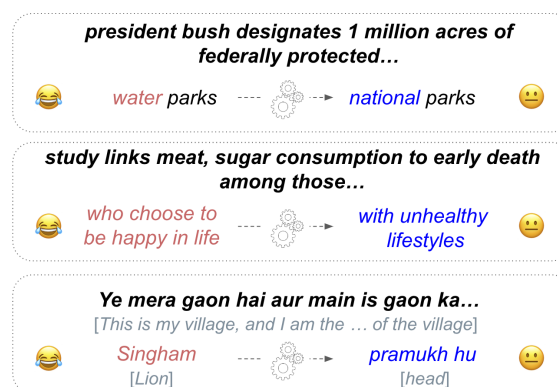 president bush designates 1 million acres of
federally protected…
water parks
national parks
study links meat, sugar consumption to early death
among those…
who choose to
be happy in life
with unhealthy
lifestyles
Ye mera gaon hai aur main is gaon ka…
[This is my village, and I am the … of the village]
Singham
[Lion]
pramukh hu
[head]